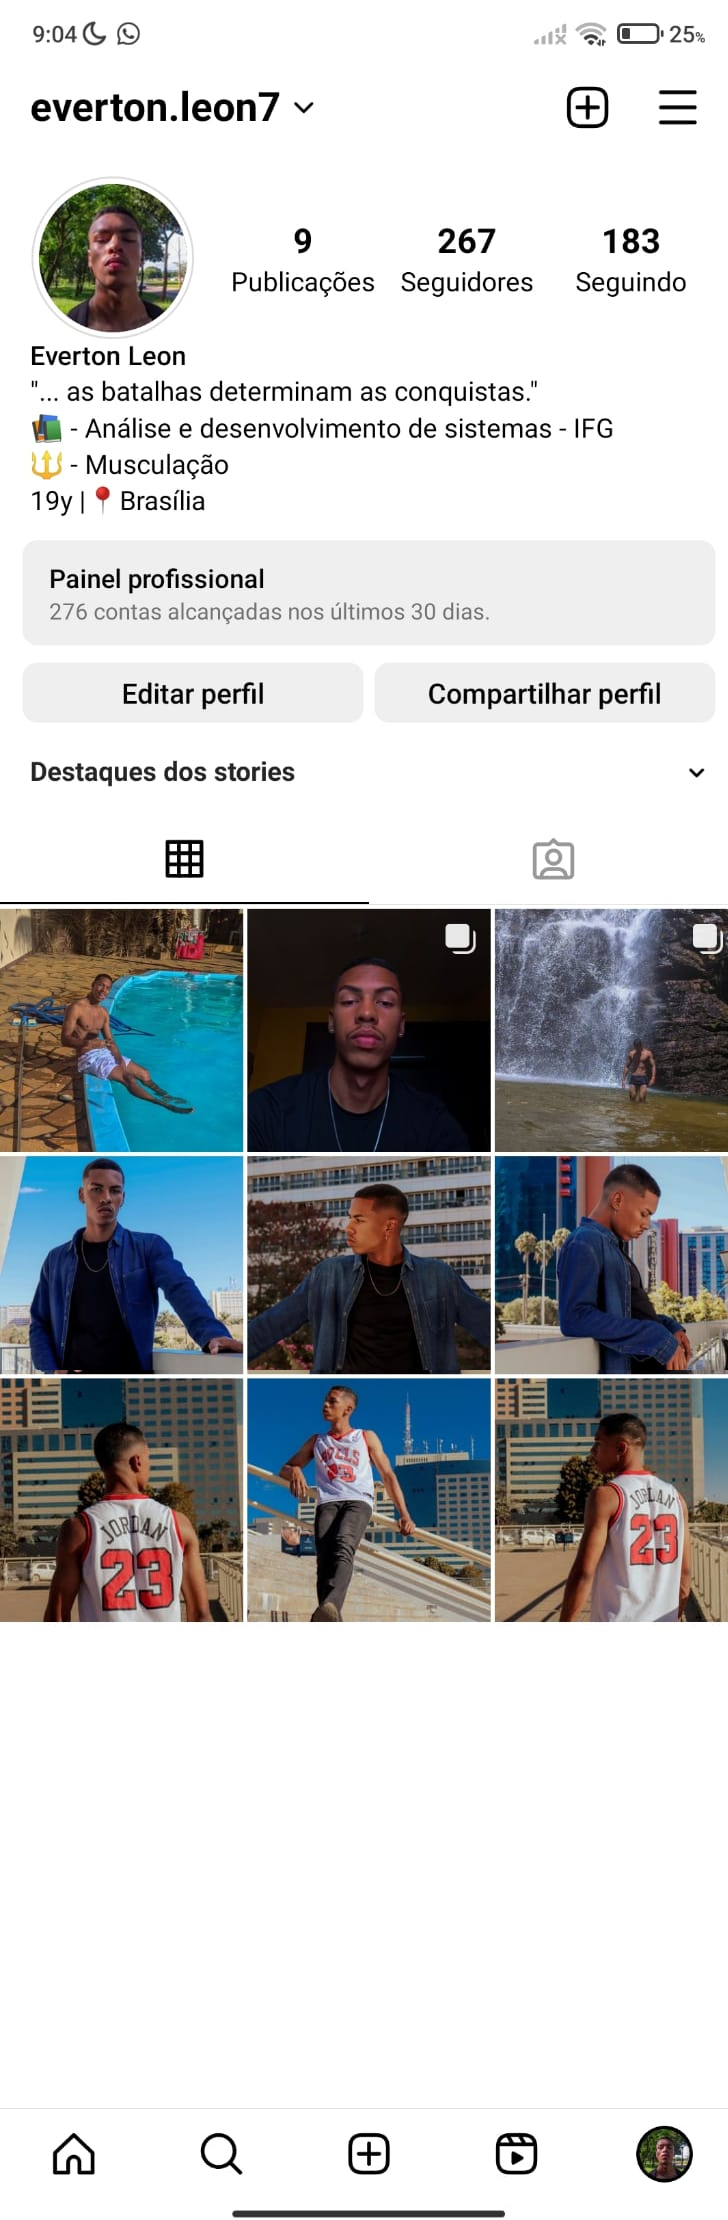 9:04 25%
everton.leon7
9 267 183
Publicações Seguidores Seguindo
Everton Leon
"... as batalhas determinam as conquistas."
📚 - Análise e desenvolvimento de sistemas - IFG
🔱 - Musculação
19y | 📍 Brasília
Painel profissional
276 contas alcançadas nos últimos 30 dias.
Editar perfil Compartilhar perfil
Destaques dos stories
JORDAN
23
BULLS
23
JORDAN
23